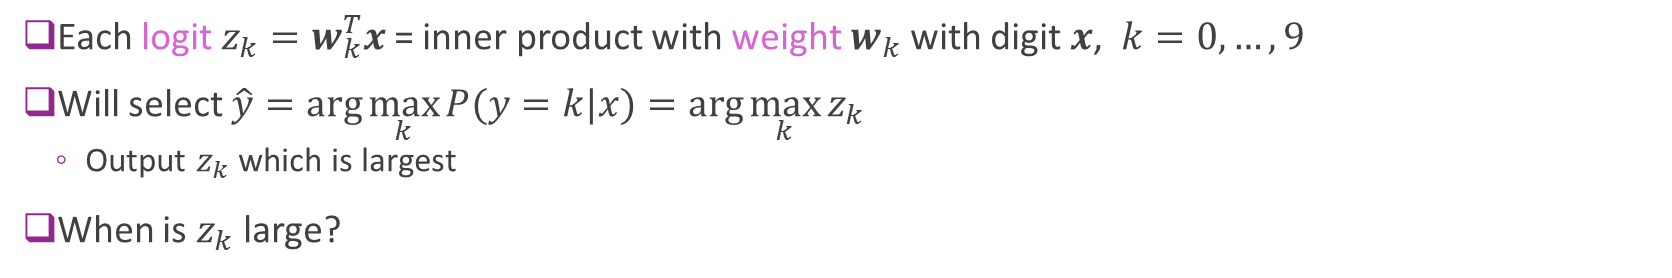 ❑Each logit z_k = w_k^T x = inner product with weight w_k with digit x, k = 0, … , 9
❑Will select ŷ = arg max_k P(y = k|x) = arg max_k z_k
◦ Output z_k which is largest
❑When is z_k large?